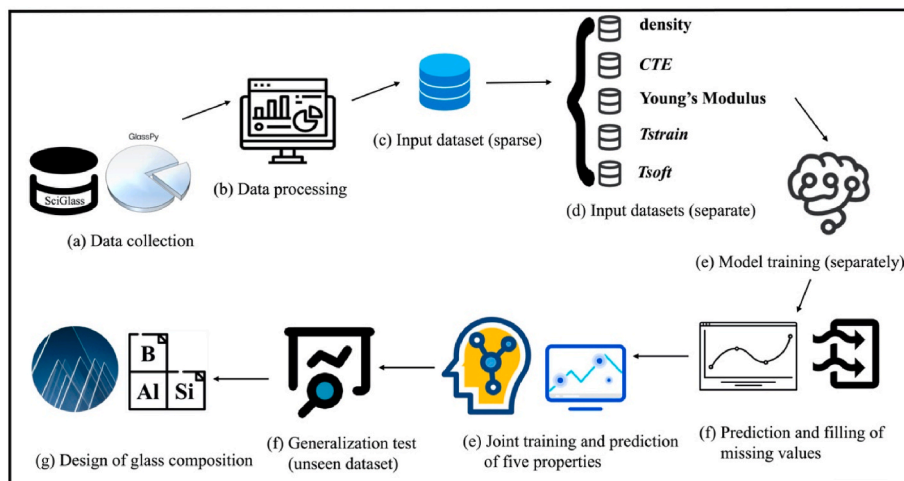 GlassPy
SciGlass
(a) Data collection
(b) Data processing
(c) Input dataset (sparse)
density
CTE
Young's Modulus
Tstrain
Tsoft
(d) Input datasets (separate)
(e) Model training (separately)
(f) Prediction and filling of
missing values
(e) Joint training and prediction
of five properties
(f) Generalization test
(unseen dataset)
B
Al
Si
(g) Design of glass composition